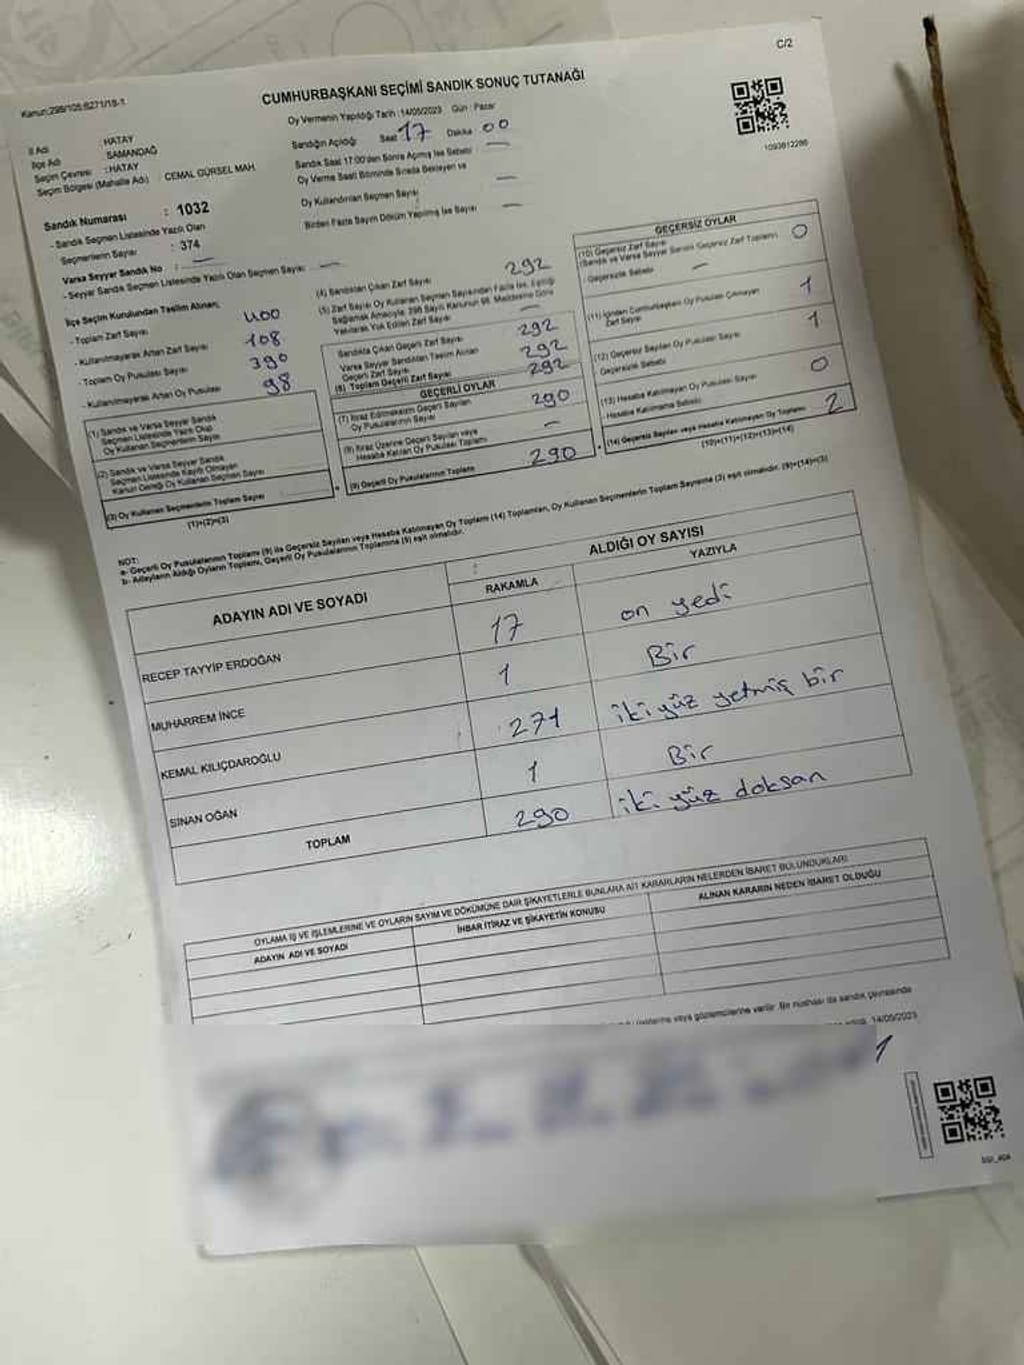 C/2
Kanun:298/105:6271/18-1
CUMHURBAŞKANI SEÇİMİ SANDIK SONUÇ TUTANAĞI
Oy Vermenin Yapıldığı Tarih :14/05/2023 Gün : Pazar
İl Adı : HATAY
İlçe Adı : SAMANDAĞ
Seçim Çevresi : HATAY
Seçim Bölgesi (Mahalle Adı) : CEMAL GÜRSEL MAH.
Sandığın Açıldığı Saat 17 Dakika 00
Sandık Saat 17:00'den Sonra Açılmış İse Sebebi —
Oy Verme Saati Bitiminde Sırada Bekleyen ve
Oy Kullandırılan Seçmen Sayısı —
Birden Fazla Sayım Döküm Yapılmış İse Sayısı —
1093812286
Sandık Numarası : 1032
- Sandık Seçmen Listesinde Yazılı Olan
Seçmenlerin Sayısı : 374
Varsa Seyyar Sandık No : —
- Seyyar Sandık Seçmen Listesinde Yazılı Olan Seçmen Sayısı: —
İlçe Seçim Kurulundan Teslim Alınan;
- Toplam Zarf Sayısı 400
- Kullanılmayarak Artan Zarf Sayısı 108
- Toplam Oy Pusulası Sayısı 390
- Kullanılmayarak Artan Oy Pusulası 98
(1) Sandık ve Varsa Seyyar Sandık
Seçmen Listesinde Yazılı Olup
Oy Kullanan Seçmenlerin Sayısı
(2) Sandık ve Varsa Seyyar Sandık
Seçmen Listesinde Kayıtlı Olmayan
Kanun Gereği Oy Kullanan Seçmen Sayısı
(3) Oy Kullanan Seçmenlerin Toplam Sayısı
(1)+(2)=(3)
(4) Sandıktan Çıkan Zarf Sayısı 292
(5) Zarf Sayısı Oy Kullanan Seçmen Sayısından Fazla İse, Eşitliği
Sağlamak Amacıyla, 298 Sayılı Kanunun 98. Maddesine Göre
Yakılarak Yok Edilen Zarf Sayısı —
Sandıkta Çıkan Geçerli Zarf Sayısı 292
Varsa Seyyar Sandıktan Teslim Alınan
Geçerli Zarf Sayısı 292
(6) Toplam Geçerli Zarf Sayısı 292
GEÇERLİ OYLAR
(7) İtiraz Edilmeksizin Geçerli Sayılan
Oy Pusulalarının Sayısı 290
(8) İtiraz Üzerine Geçerli Sayılan veya
Hesaba Katılan Oy Pusulası Toplamı —
(9) Geçerli Oy Pusulalarının Toplamı 290
GEÇERSİZ OYLAR
(10) Geçersiz Zarf Sayısı 0
(Sandık ve Varsa Seyyar Sandık Geçersiz Zarf Toplamı)
Geçersizlik Sebebi —
(11) İçinden Cumhurbaşkanı Oy Pusulası Çıkmayan
Zarf Sayısı 1
(12) Geçersiz Sayılan Oy Pusulası Sayısı 1
Geçersizlik Sebebi
(13) Hesaba Katılmayan Oy Pusulası Sayısı 0
Hesaba Katılmama Sebebi
(14) Geçersiz Sayılan veya Hesaba Katılmayan Oy Toplamı 2
(10)+(11)+(12)+(13)=(14)
NOT:
a- Geçerli Oy Pusulalarının Toplamı (9) ile Geçersiz Sayılan veya Hesaba Katılmayan Oy Toplamı (14) Toplamları, Oy Kullanan Seçmenlerin Toplam Sayısına (3) eşit olmalıdır. (9)+(14)=(3)
b- Adayların Aldığı Oyların Toplamı, Geçerli Oy Pusulalarının Toplamına (9) eşit olmalıdır.
ADAYIN ADI VE SOYADI
ALDIĞI OY SAYISI
RAKAMLA YAZIYLA
RECEP TAYYİP ERDOĞAN 17 on yedi
MUHARREM İNCE 1 Bir
KEMAL KILIÇDAROĞLU 271 iki yüz yetmiş bir
SİNAN OĞAN 1 Bir
TOPLAM 290 iki yüz doksan
OYLAMA İŞ VE İŞLEMLERİNE VE OYLARIN SAYIM VE DÖKÜMÜNE DAİR ŞİKAYETLERLE BUNLARA AİT KARARLARIN NELERDEN İBARET BULUNDUKLARI
ADAYIN ADI VE SOYADI
İHBAR İTİRAZ VE ŞİKAYETİN KONUSU
ALINAN KARARIN NEDEN İBARET OLDUĞU
veya gözlemcilerine verilir. Bir nüshası da sandık çevresinde
14/05/2023